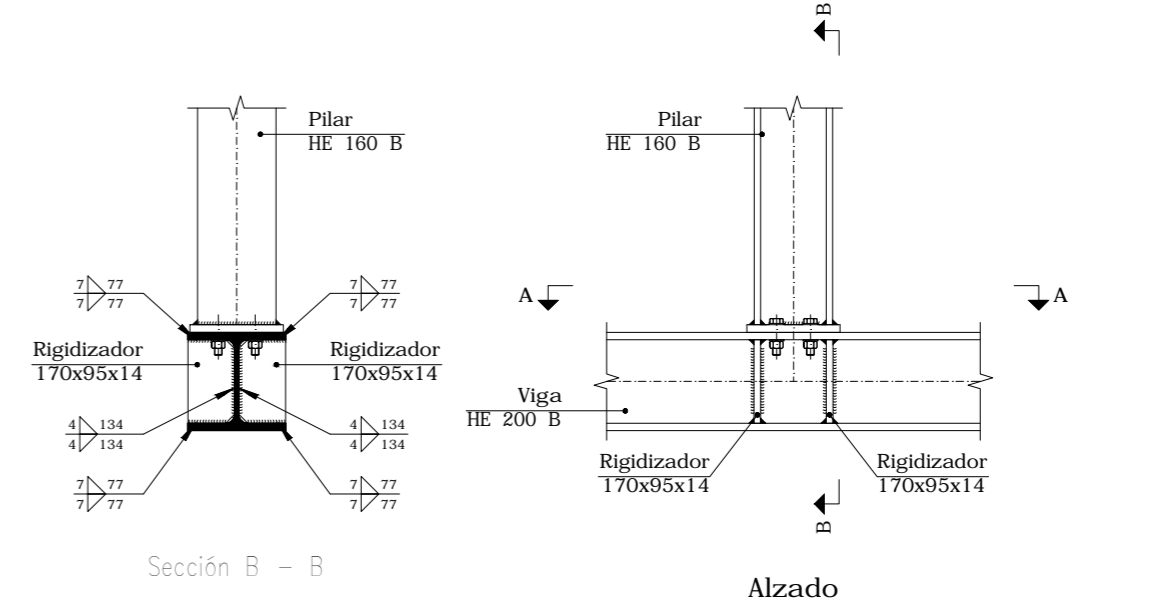 B
Pilar
HE 160 B
Pilar
HE 160 B
7 77
7 77
7 77
7 77
A
A
Rigidizador
170x95x14
Rigidizador
170x95x14
Viga
HE 200 B
4 134
4 134
4 134
4 134
Rigidizador
170x95x14
Rigidizador
170x95x14
7 77
7 77
7 77
7 77
B
Sección B - B
Alzado